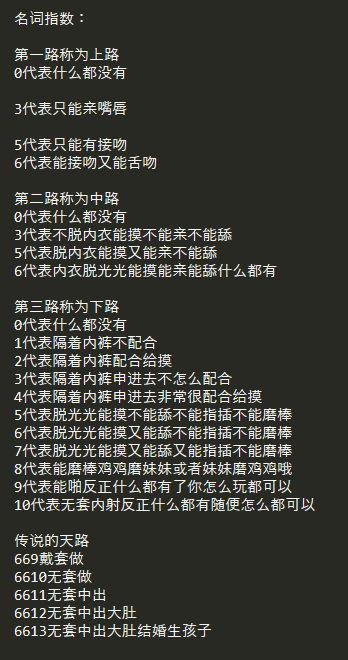 名词指数：
第一路称为上路
0代表什么都没有
3代表只能亲嘴唇
5代表只能有接吻
6代表能接吻又能舌吻
第二路称为中路
0代表什么都没有
3代表不脱内衣能摸不能亲不能舔
5代表脱内衣能摸又能亲不能舔
6代表内衣脱光光能摸能亲能舔什么都有
第三路称为下路
0代表什么都没有
1代表隔着内裤不配合
2代表隔着内裤配合给摸
3代表隔着内裤申进去不怎么配合
4代表隔着内裤申进去非常很配合给摸
5代表脱光光能摸不能舔不能指插不能磨棒
6代表脱光光能摸又能舔不能指插不能磨棒
7代表脱光光能摸又能舔又能指插不能磨棒
8代表能磨棒鸡鸡磨妹妹或者妹妹磨鸡鸡哦
9代表能啪反正什么都有了你怎么玩都可以
10代表无套内射反正什么都有随便怎么都可以
传说的天路
669戴套做
6610无套做
6611无套中出
6612无套中出大肚
6613无套中出大肚结婚生孩子